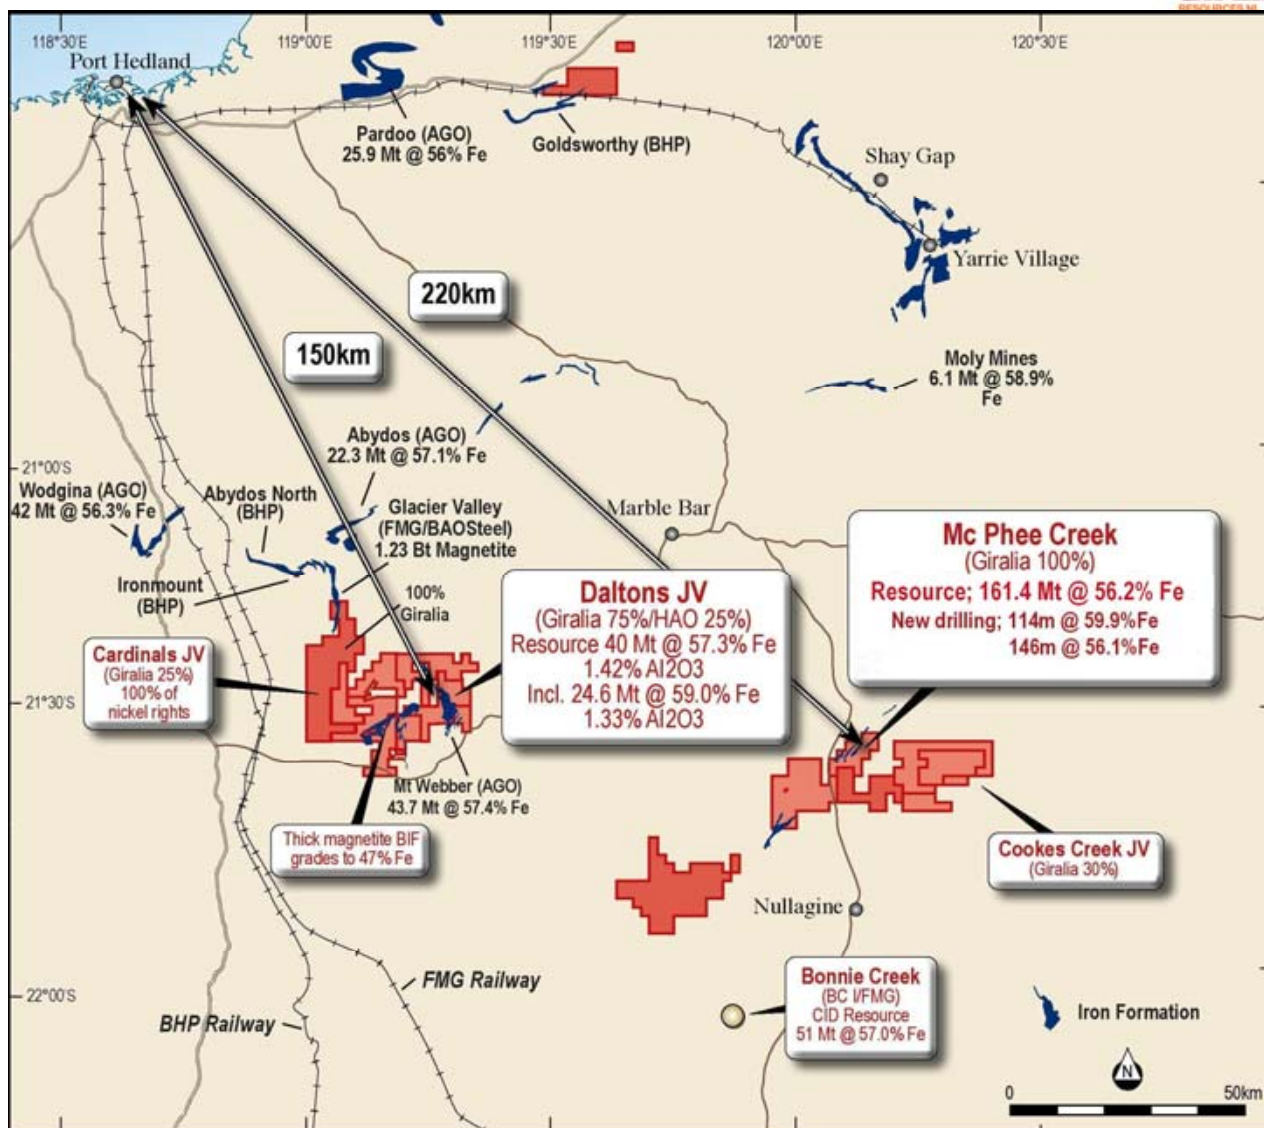 RESOURCES NL
118°30'E
119°00'E
119°30'E
120°00'E
120°30'E
Port Hedland
Pardoo (AGO)
25.9 Mt @ 56% Fe
Goldsworthy (BHP)
Shay Gap
Yarrie Village
220km
150km
Moly Mines
6.1 Mt @ 58.9%
Fe
Abydos (AGO)
22.3 Mt @ 57.1% Fe
21°00'S
Wodgina (AGO)
42 Mt @ 56.3% Fe
Abydos North
(BHP)
Glacier Valley
(FMG/BAOSteel)
1.23 Bt Magnetite
Marble Bar
Ironmount
(BHP)
100%
Giralia
Mc Phee Creek
(Giralia 100%)
Resource; 161.4 Mt @ 56.2% Fe
New drilling; 114m @ 59.9%Fe
146m @ 56.1%Fe
Daltons JV
(Giralia 75%/HAO 25%)
Resource 40 Mt @ 57.3% Fe
1.42% Al2O3
Incl. 24.6 Mt @ 59.0% Fe
1.33% Al2O3
Cardinals JV
(Giralia 25%)
100% of
nickel rights
21°30'S
Mt Webber (AGO)
43.7 Mt @ 57.4% Fe
Thick magnetite BIF
grades to 47% Fe
Cookes Creek JV
(Giralia 30%)
Nullagine
FMG Railway
BHP Railway
22°00'S
Bonnie Creek
(BC I/FMG)
CID Resource
51 Mt @ 57.0% Fe
Iron Formation
N
0
50km